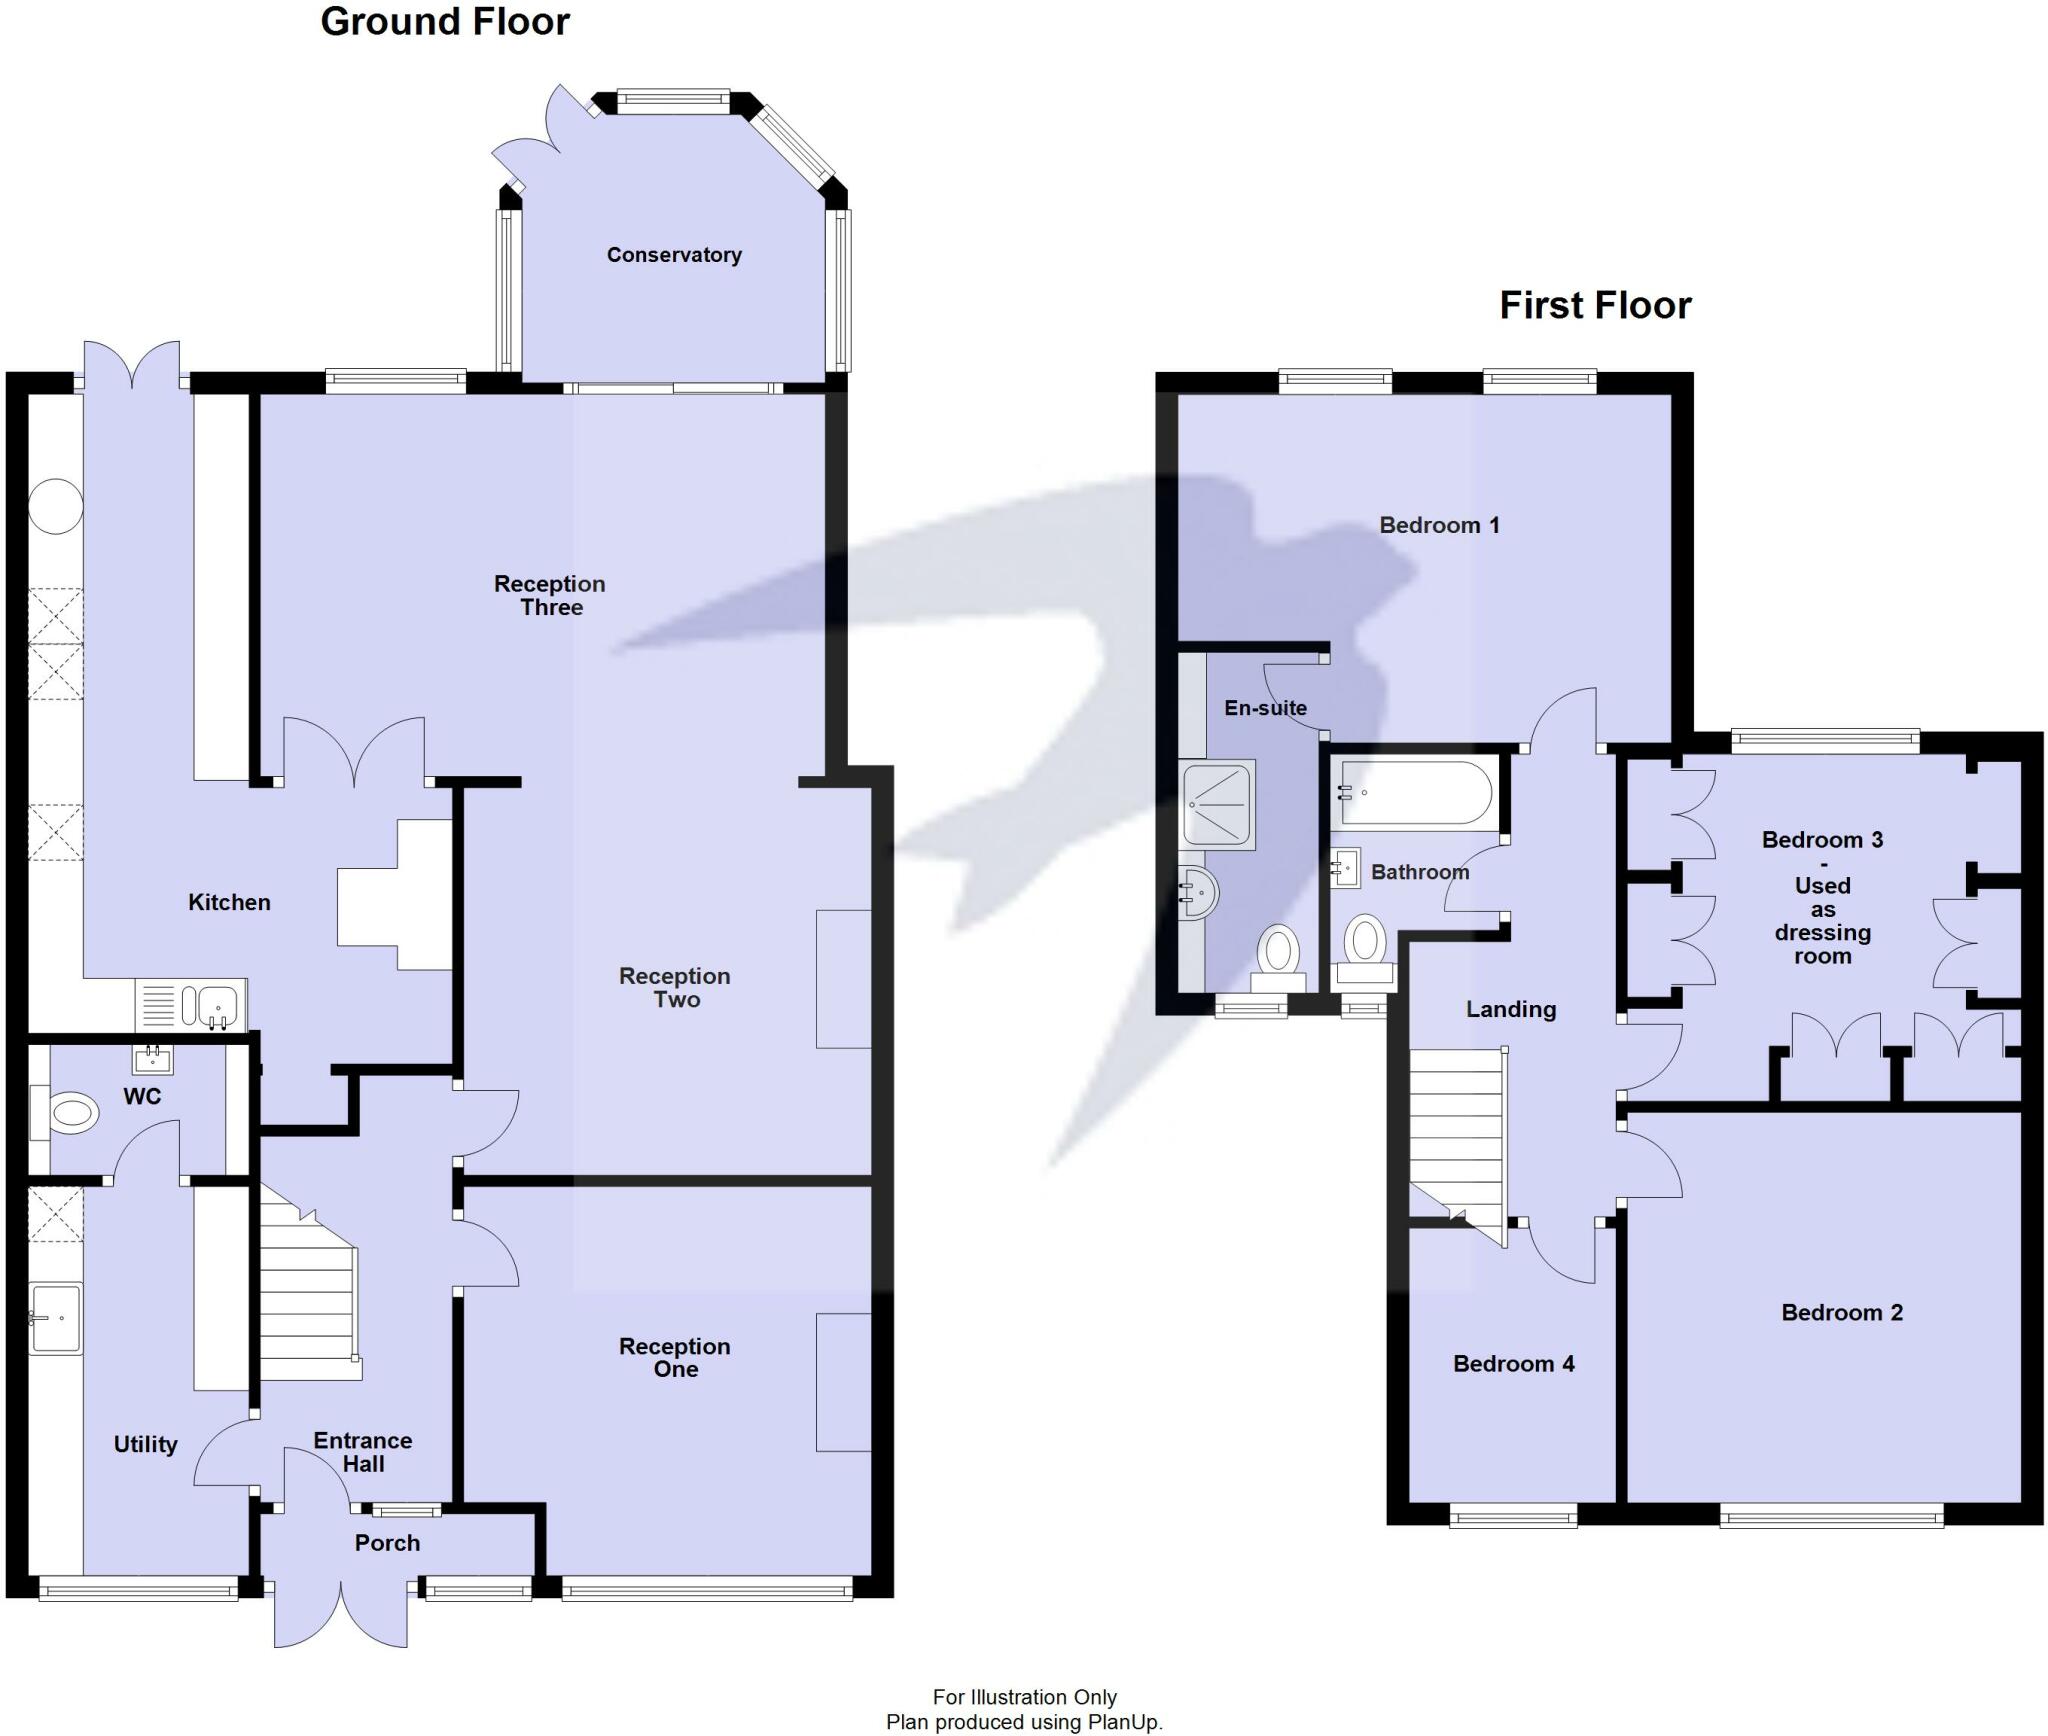 Ground Floor
Conservatory
Reception
Three
Kitchen
Reception
Two
WC
Reception
One
Utility
Entrance
Hall
Porch
First Floor
Bedroom 1
En-suite
Bathroom
Bedroom 3
-
Used
as
dressing
room
Landing
Bedroom 2
Bedroom 4
For Illustration Only
Plan produced using PlanUp.